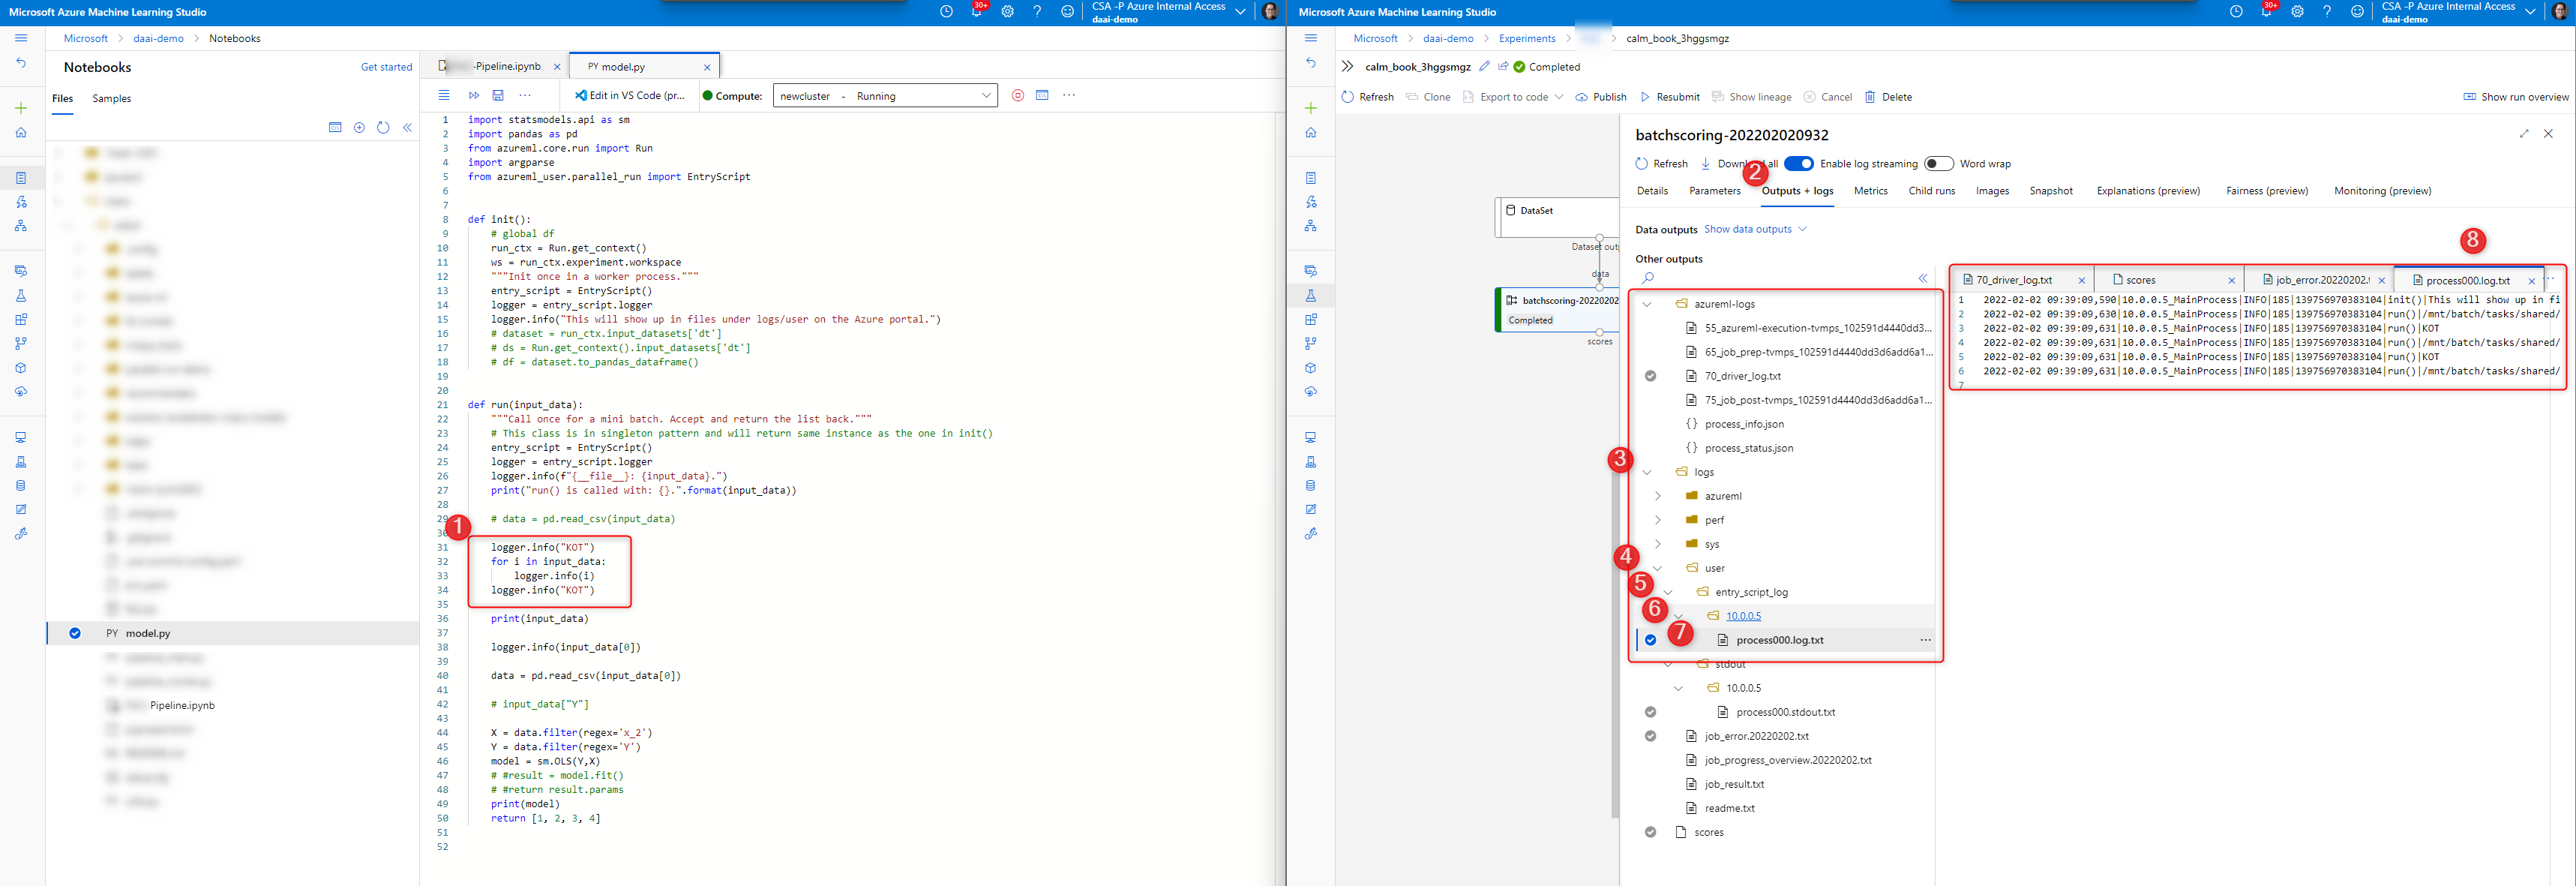 Microsoft Azure Machine Learning Studio
30+
CSA -P Azure Internal Access
daai-demo
Microsoft > daai-demo > Notebooks
Notebooks
Get started
Files
Samples
model.py
Pipeline.ipynb
-Pipeline.ipynb
PY model.py
Edit in VS Code (pr...
Compute:
newcluster - Running
1 import statsmodels.api as sm
2 import pandas as pd
3 from azureml.core.run import Run
4 import argparse
5 from azureml_user.parallel_run import EntryScript
6
7
8 def init():
9 # global df
10 run_ctx = Run.get_context()
11 ws = run_ctx.experiment.workspace
12 """Init once in a worker process."""
13 entry_script = EntryScript()
14 logger = entry_script.logger
15 logger.info("This will show up in files under logs/user on the Azure portal.")
16 # dataset = run_ctx.input_datasets['dt']
17 # ds = Run.get_context().input_datasets['dt']
18 # df = dataset.to_pandas_dataframe()
19
20
21 def run(input_data):
22 """Call once for a mini batch. Accept and return the list back."""
23 # This class is in singleton pattern and will return same instance as the one in init()
24 entry_script = EntryScript()
25 logger = entry_script.logger
26 logger.info(f"{__file__}: {input_data}.")
27 print("run() is called with: {}.".format(input_data))
28
29 # data = pd.read_csv(input_data)
30
1
31 logger.info("KOT")
32 for i in input_data:
33 logger.info(i)
34 logger.info("KOT")
35
36 print(input_data)
37
38 logger.info(input_data[0])
39
40 data = pd.read_csv(input_data[0])
41
42 # input_data["Y"]
43
44 X = data.filter(regex='x_2')
45 Y = data.filter(regex='Y')
46 model = sm.OLS(Y,X)
47 # #result = model.fit()
48 # #return result.params
49 print(model)
50 return [1, 2, 3, 4]
51
52
Microsoft Azure Machine Learning Studio
30+
CSA -P Azure Internal Access
daai-demo
Microsoft > daai-demo > Experiments > > calm_book_3hggsmgz
calm_book_3hggsmgz
Completed
Refresh
Clone
Export to code
Publish
Resubmit
Show lineage
Cancel
Delete
Show run overview
DataSet
data
batchscoring-20220202
Completed
scores
batchscoring-202202020932
Refresh
Enable log streaming
Word wrap
2
Details
Parameters
Outputs + logs
Metrics
Child runs
Images
Snapshot
Explanations (preview)
Fairness (preview)
Monitoring (preview)
Data outputs
Show data outputs
Other outputs
azureml-logs
55_azureml-execution-tvmps_102591d4440dd3...
65_job_prep-tvmps_102591d4440dd3d6add6a1...
70_driver_log.txt
75_job_post-tvmps_102591d4440dd3d6add6a1...
{} process_info.json
{} process_status.json
3
logs
azureml
perf
sys
4
user
5
entry_script_log
6
10.0.0.5
7
process000.log.txt
stdout
10.0.0.5
process000.stdout.txt
job_error.20220202.txt
job_progress_overview.20220202.txt
job_result.txt
readme.txt
scores
8
70_driver_log.txt
scores
job_error.20220202.t
process000.log.txt
1 2022-02-02 09:39:09,590|10.0.0.5_MainProcess|INFO|185|139756970383104|init()|This will show up in fi
2 2022-02-02 09:39:09,630|10.0.0.5_MainProcess|INFO|185|139756970383104|run()|/mnt/batch/tasks/shared/
3 2022-02-02 09:39:09,631|10.0.0.5_MainProcess|INFO|185|139756970383104|run()|KOT
4 2022-02-02 09:39:09,631|10.0.0.5_MainProcess|INFO|185|139756970383104|run()|/mnt/batch/tasks/shared/
5 2022-02-02 09:39:09,631|10.0.0.5_MainProcess|INFO|185|139756970383104|run()|KOT
6 2022-02-02 09:39:09,631|10.0.0.5_MainProcess|INFO|185|139756970383104|run()|/mnt/batch/tasks/shared/
7